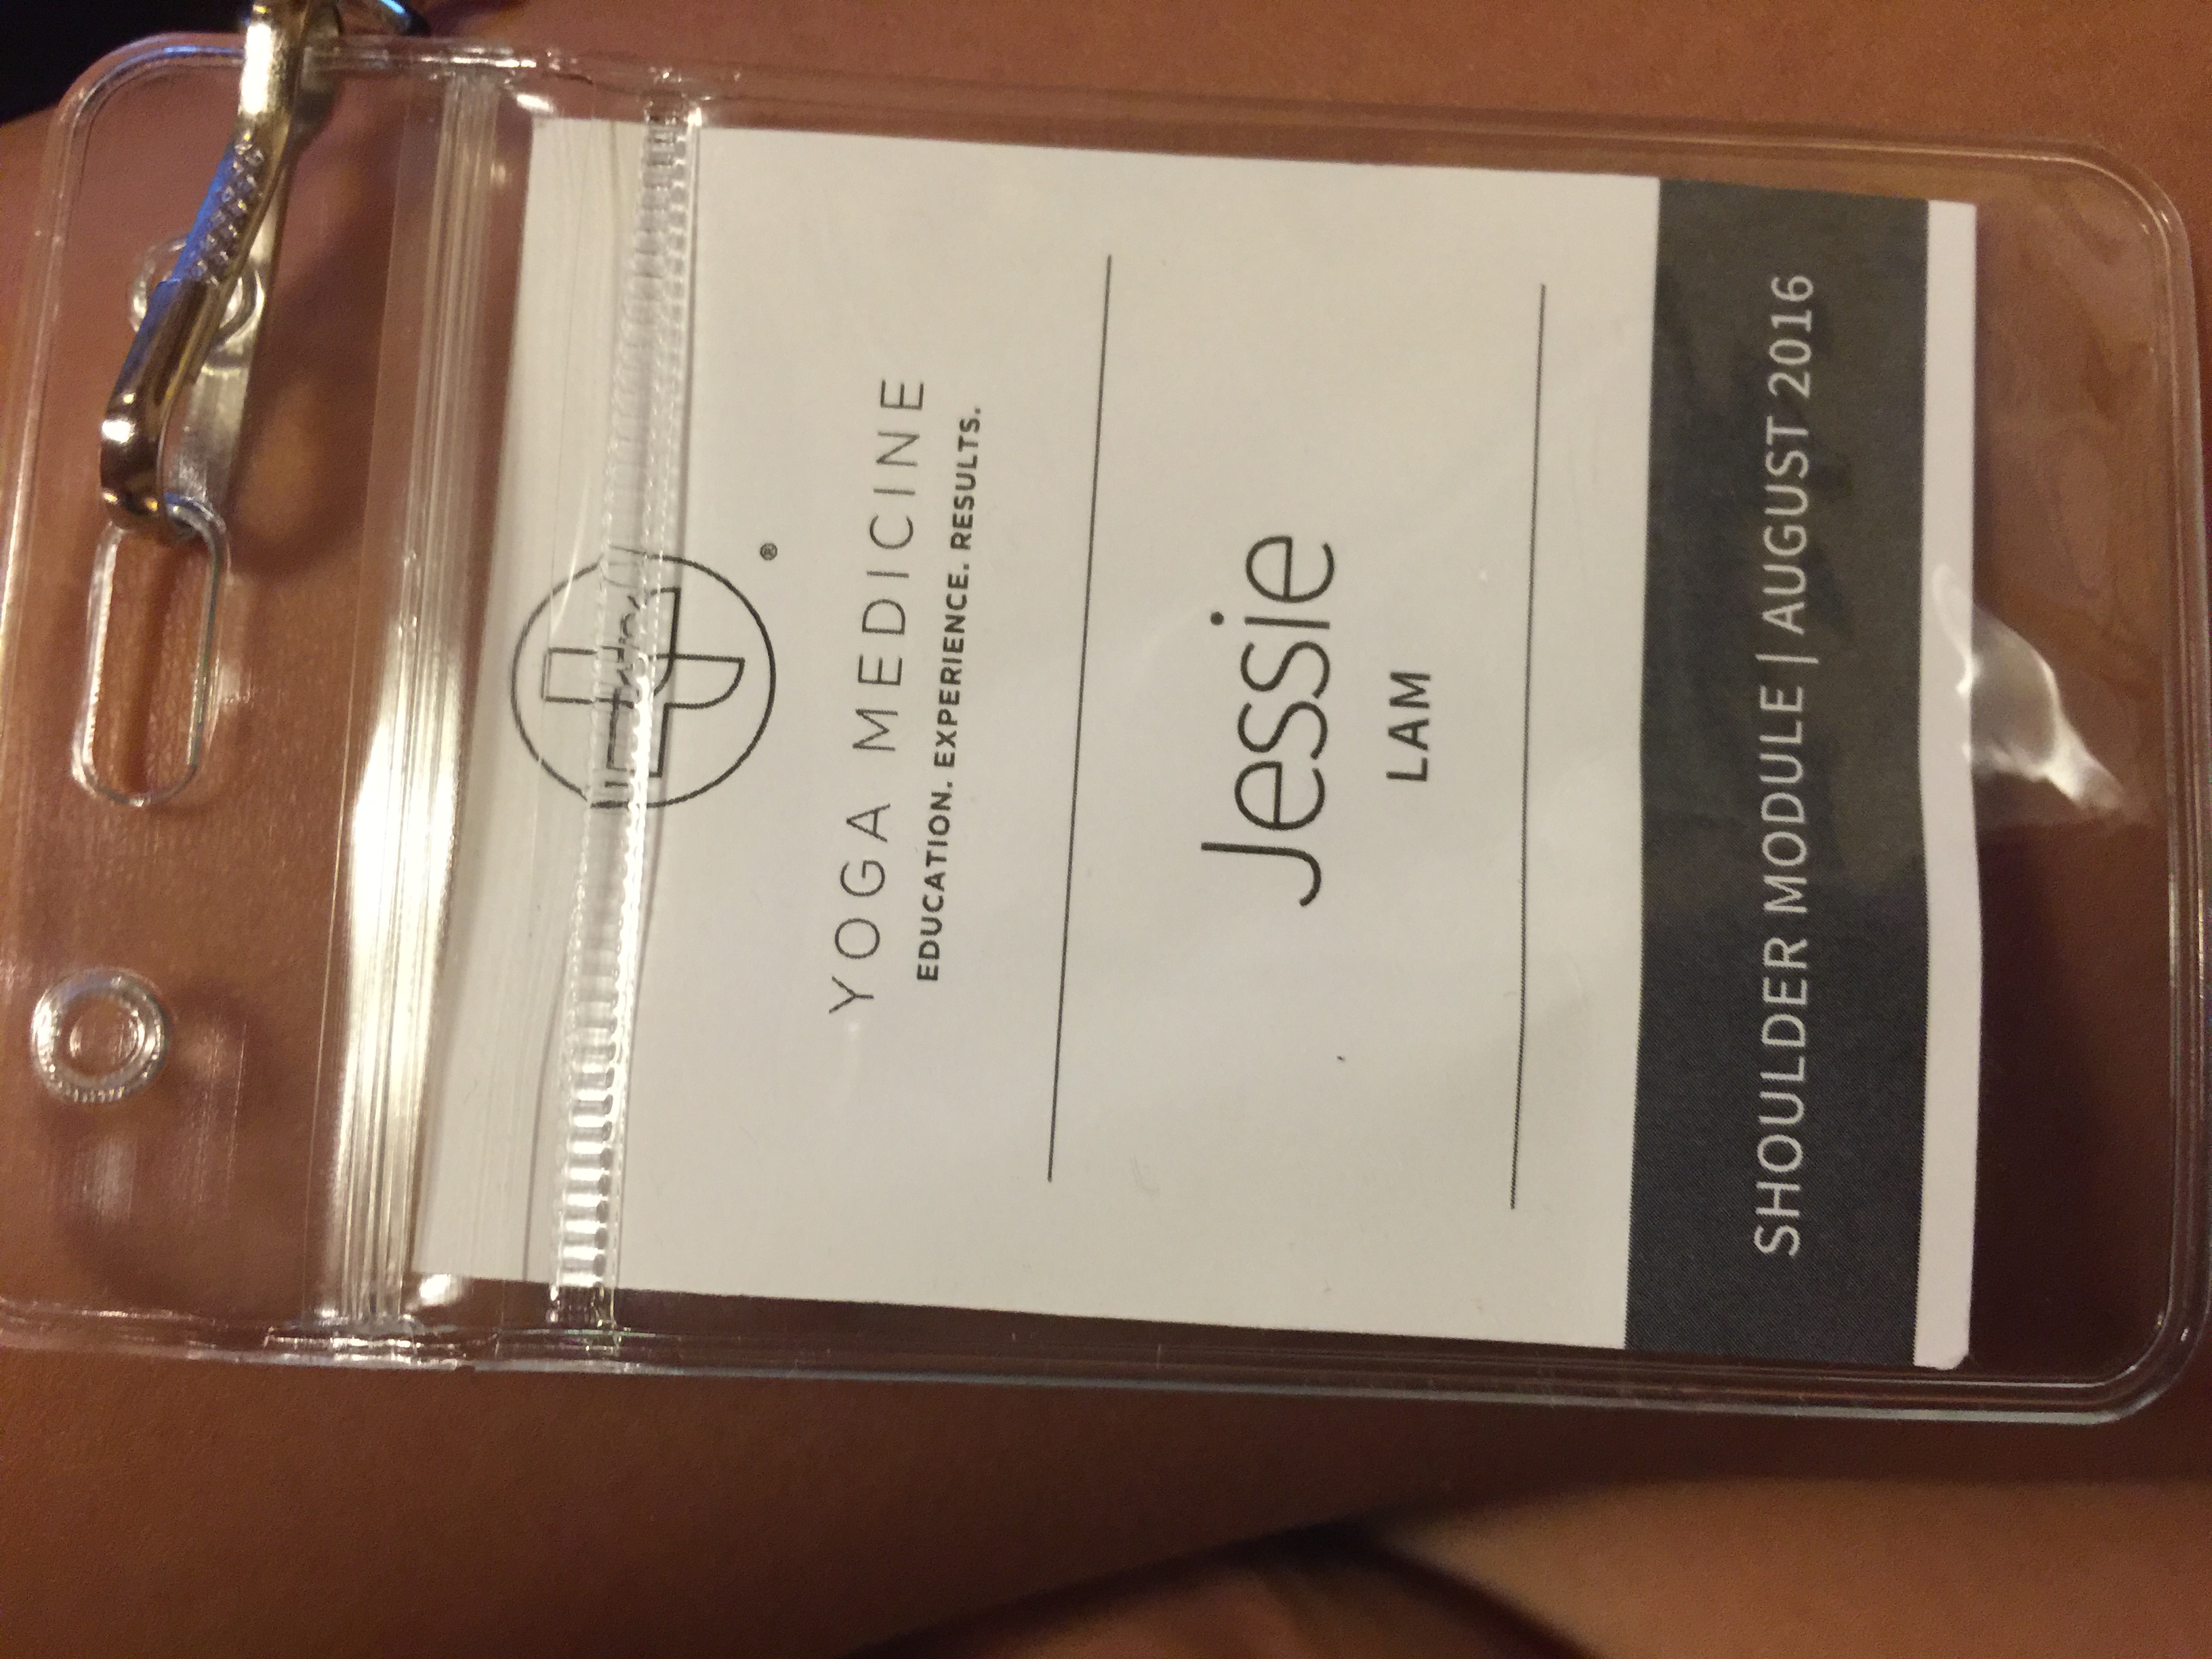 ®
YOGA MEDICINE
EDUCATION. EXPERIENCE. RESULTS.
Jessie
LAM
SHOULDER MODULE | AUGUST 2016